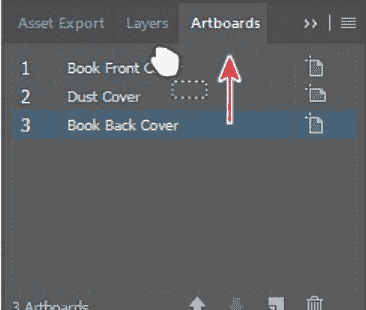 Asset Export Layers Artboards
1 Book Front C
2 Dust Cover
3 Book Back Cover
3 Artboards